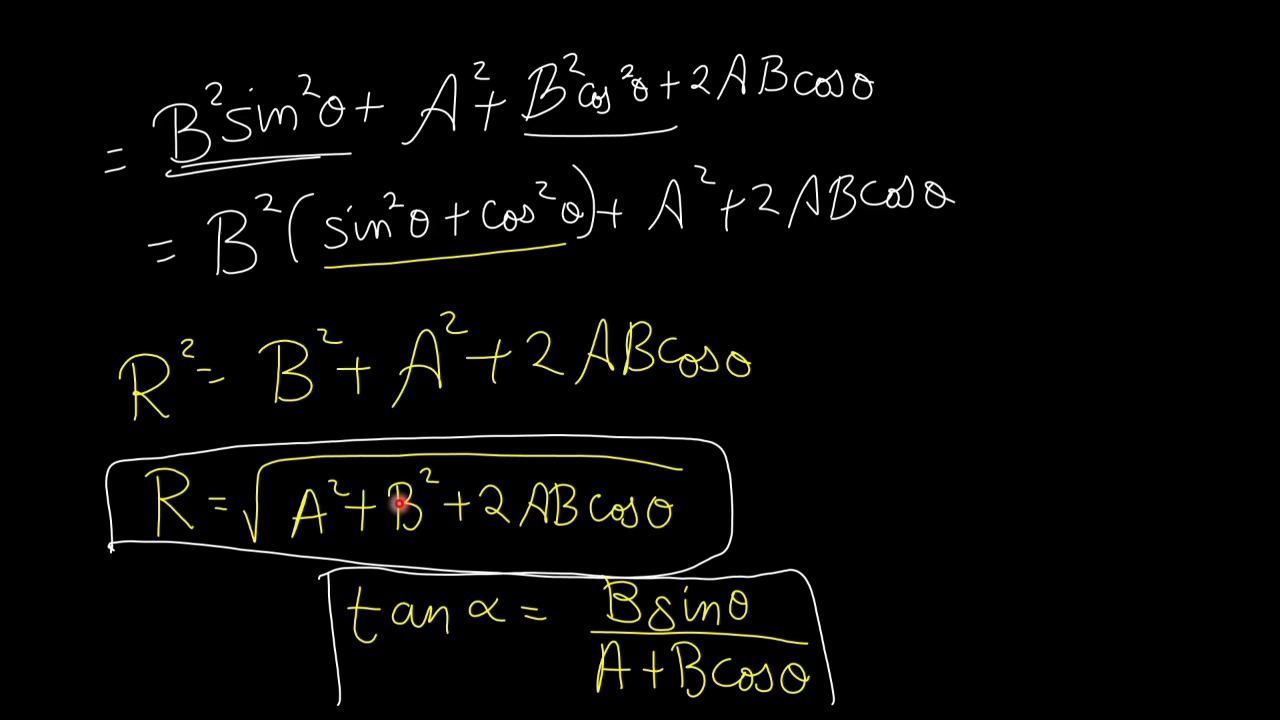 = B²sin²θ + A² + B²cos²θ + 2ABcosθ
= B²(sin²θ + cos²θ) + A² + 2ABcosθ
R² = B² + A² + 2ABcosθ
R = √(A² + B² + 2ABcosθ)
tan α = Bsinθ
A + Bcosθ